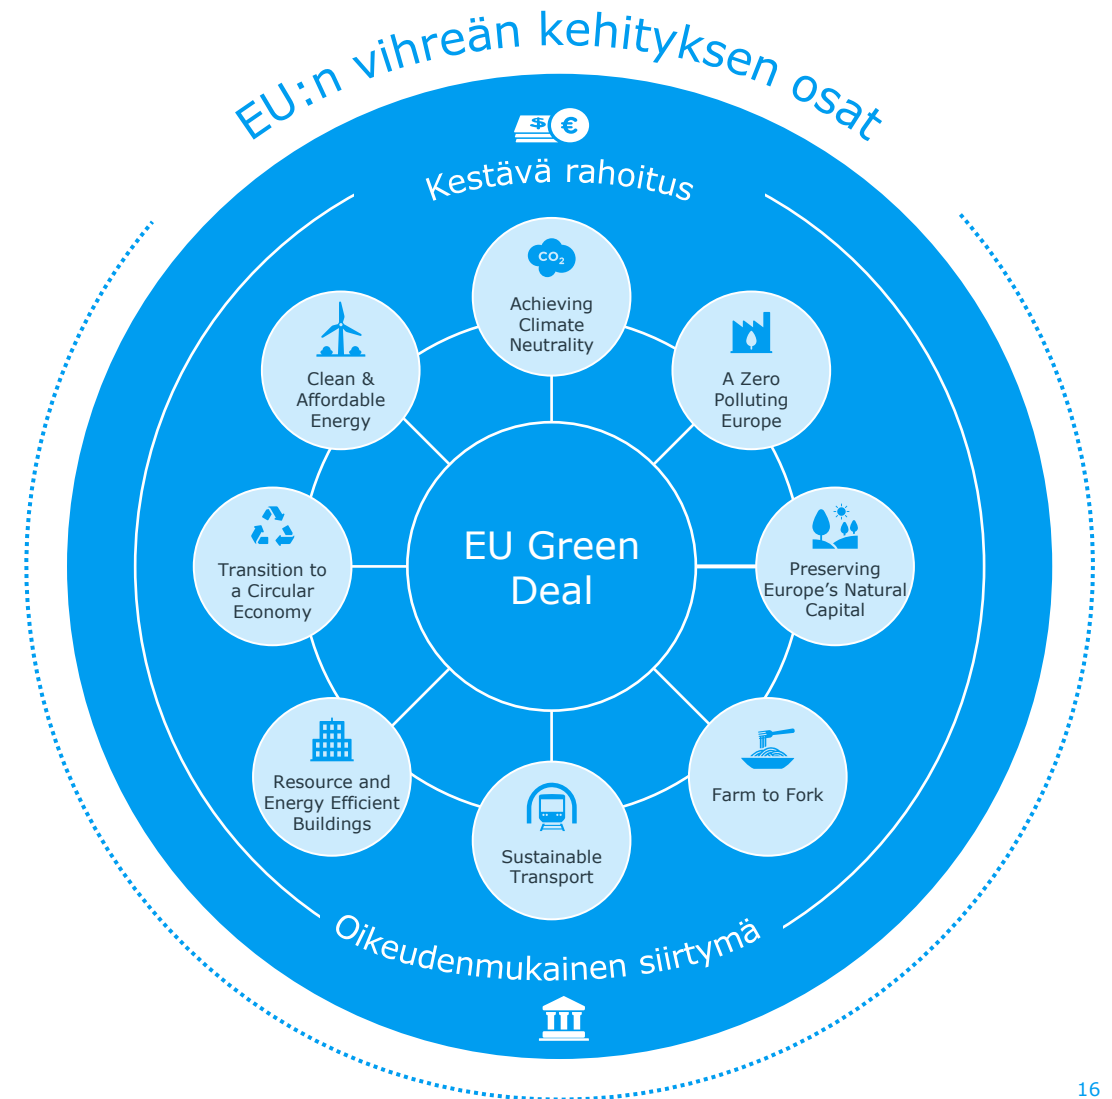 EU:n vihreän kehityksen osat
$ €
Kestävä rahoitus
CO₂
Achieving
Climate
Neutrality
A Zero
Polluting
Europe
Preserving
Europe’s Natural
Capital
Farm to Fork
Sustainable
Transport
Resource and
Energy Efficient
Buildings
Transition to
a Circular
Economy
Clean &
Affordable
Energy
EU Green
Deal
Oikeudenmukainen siirtymä
16